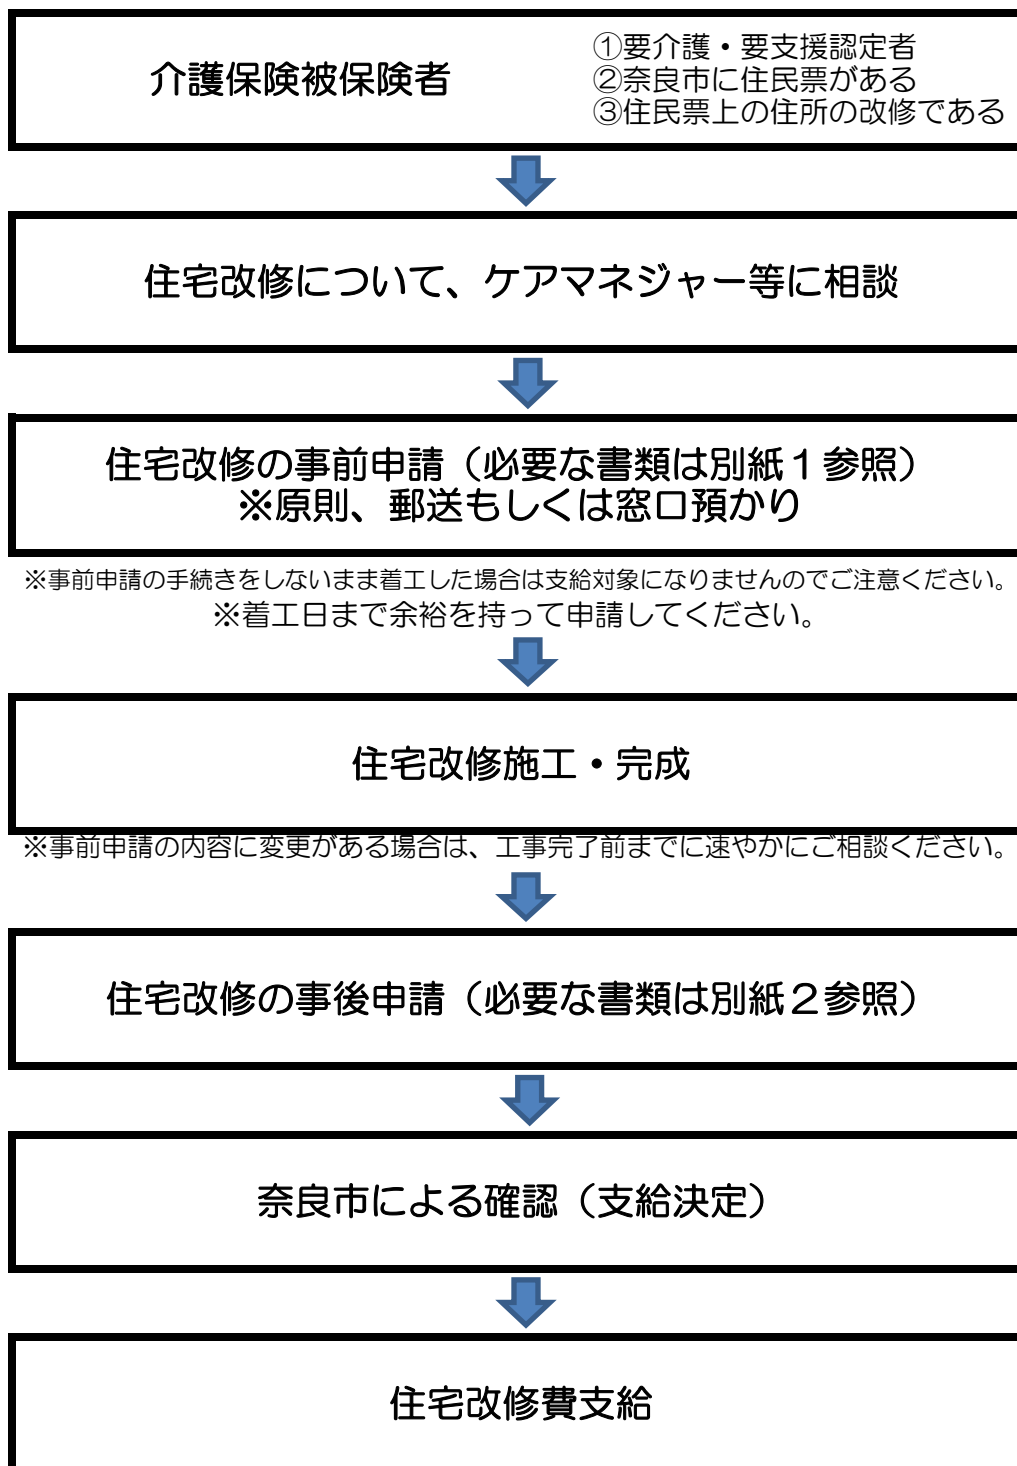 介護保険被保険者
①要介護・要支援認定者
②奈良市に住民票がある
③住民票上の住所の改修である
住宅改修について、ケアマネジャー等に相談
住宅改修の事前申請（必要な書類は別紙１参照）
※原則、郵送もしくは窓口預かり
※事前申請の手続きをしないまま着工した場合は支給対象になりませんのでご注意ください。
※着工日まで余裕を持って申請してください。
住宅改修施工・完成
※事前申請の内容に変更がある場合は、工事完了前までに速やかにご相談ください。
住宅改修の事後申請（必要な書類は別紙２参照）
奈良市による確認（支給決定）
住宅改修費支給